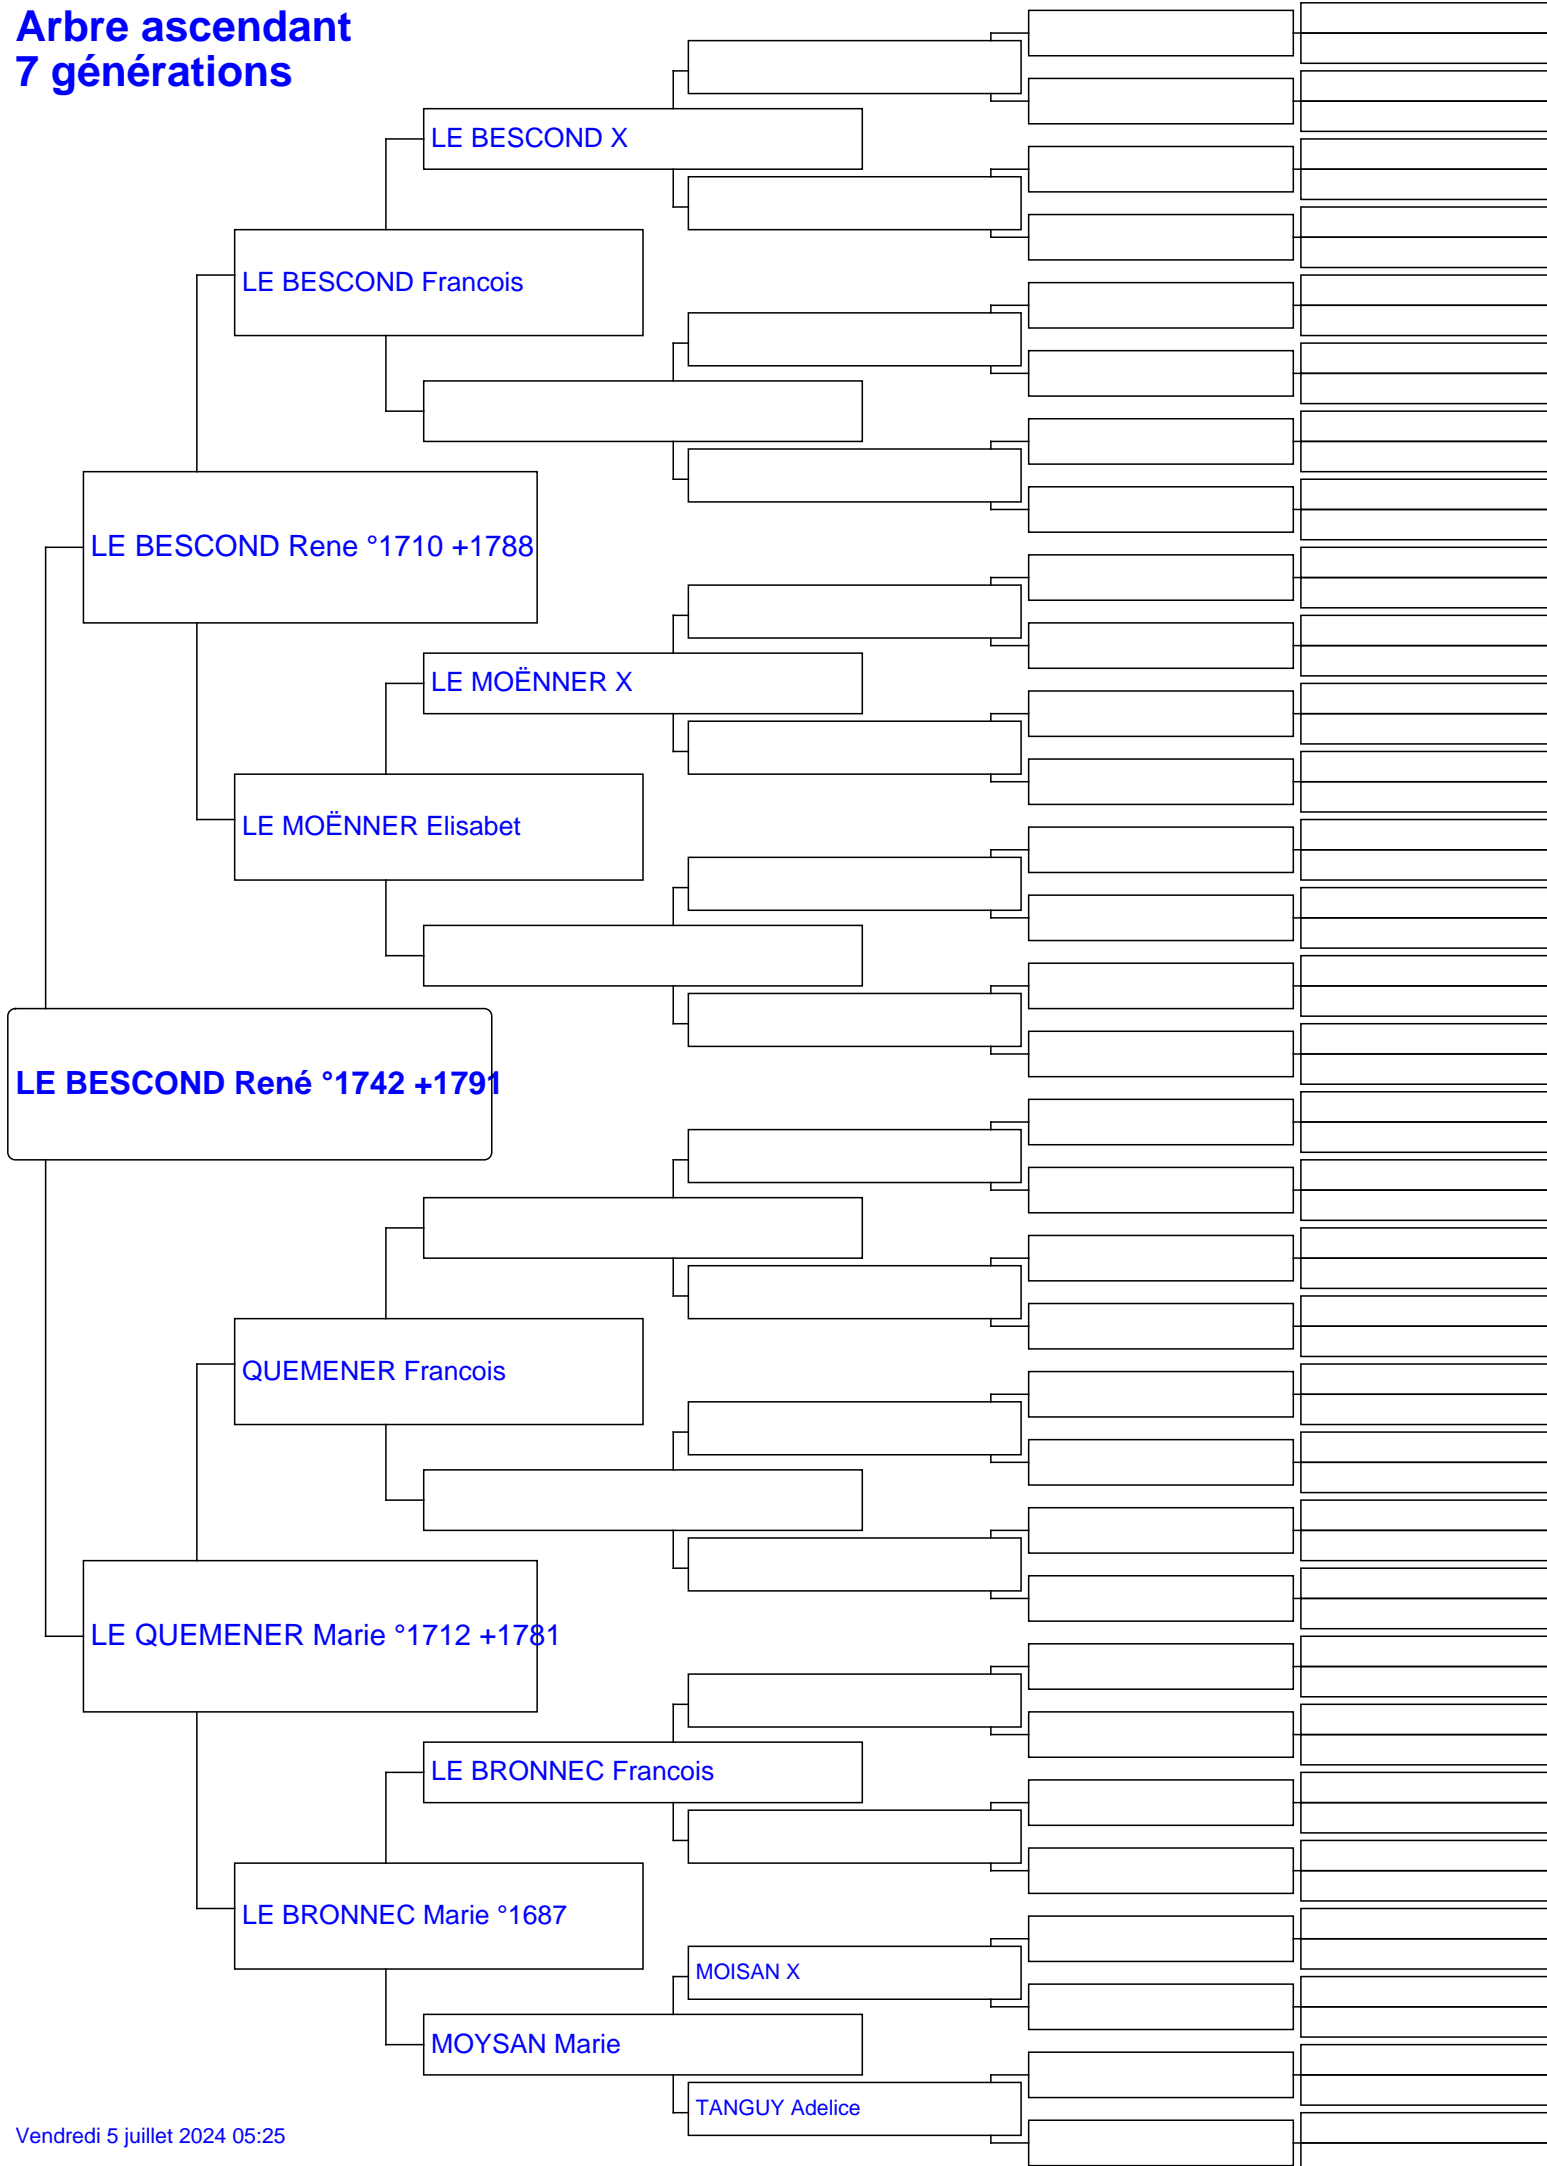 Arbre ascendant
7 générations
LE BESCOND X
LE BESCOND Francois
LE BESCOND Rene °1710 +1788
LE MOËNNER X
LE MOËNNER Elisabet
LE BESCOND René °1742 +1791
QUEMENER Francois
LE QUEMENER Marie °1712 +1781
LE BRONNEC Francois
LE BRONNEC Marie °1687
MOISAN X
MOYSAN Marie
TANGUY Adelice
Vendredi 5 juillet 2024 05:25